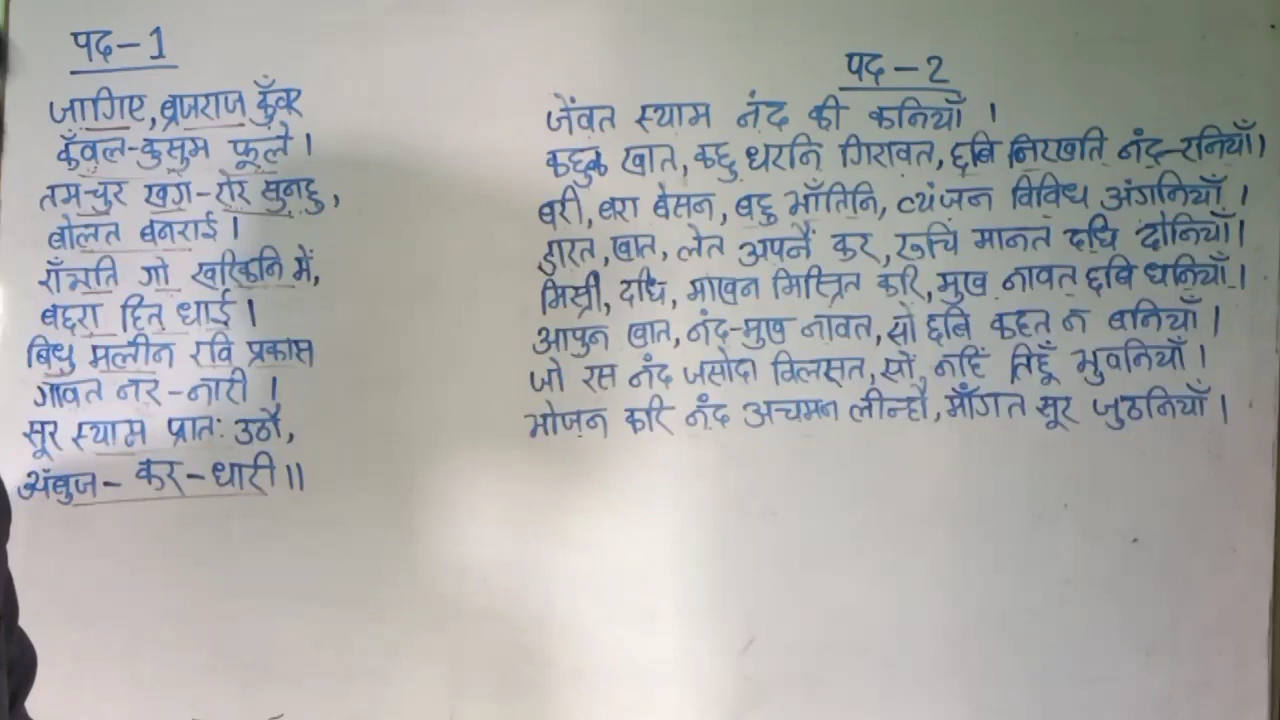 पद-1
जागिए, ब्रजराज कुँवर
कुँवल-कुसुम फूले।
तमचुर खग-रोर सुनहु,
बोलत बनराई।
राँभति गो खरिकनि में,
बछरा हित धाई।
बिधु मलीन रवि प्रकास
गावत नर-नारी।
सूर स्याम प्रातः उठौ,
अंबुज-कर-धारी॥
पद-2
जेंवत स्याम नंद की कनियाँ।
कछुक खात, कछु धरनि गिरावत, छबि निरखति नंद-रनियाँ।
बरी, बरा बेसन, बहु भाँतिनि, व्यंजन विविध अंगनियाँ।
डारत, खात, लेत अपनैं कर, रुचि मानत दधि दोनियाँ।
मिस्री, दधि, माखन मिस्रित करि, मुख नावत छबि धनियाँ।
आपुन खात, नंद-मुख नावत, सो छबि कहत न बनियाँ।
जो रस नंद जसोदा विलसत, सो नहिं तिहूँ भुवनियाँ।
भोजन करि नंद अचमन लीन्हौ, माँगत सूर जुठनियाँ।